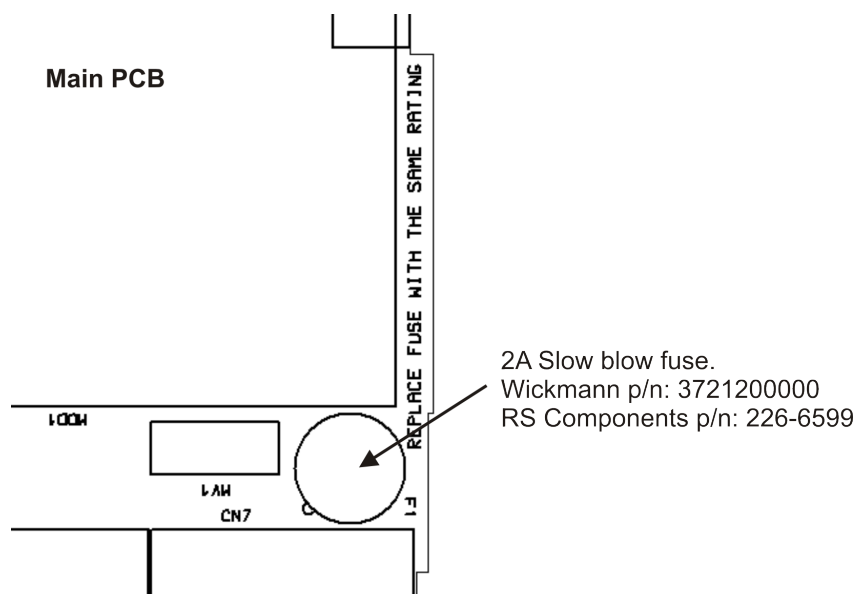 Main PCB
REPLACE FUSE WITH THE SAME RATING
2A Slow blow fuse.
Wickmann p/n: 3721200000
RS Components p/n: 226-6599
MOD1
MV1
CN7
F1